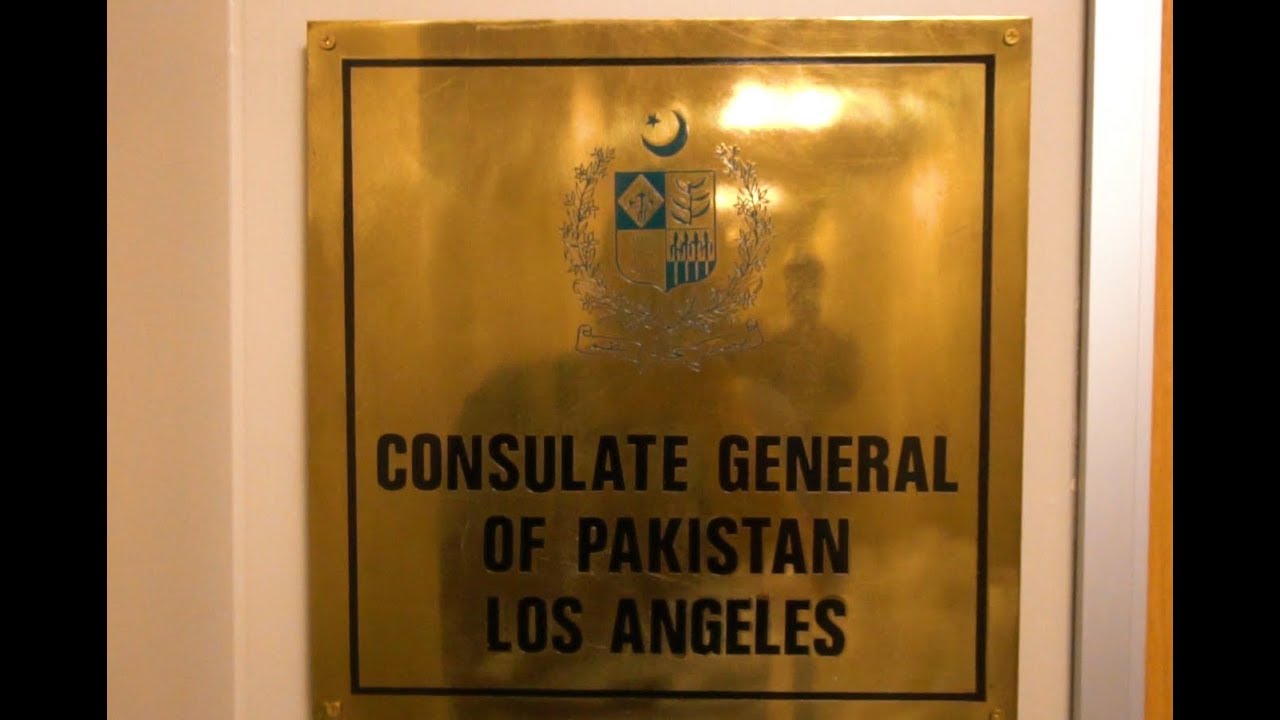 CONSULATE GENERAL
OF PAKISTAN
LOS ANGELES